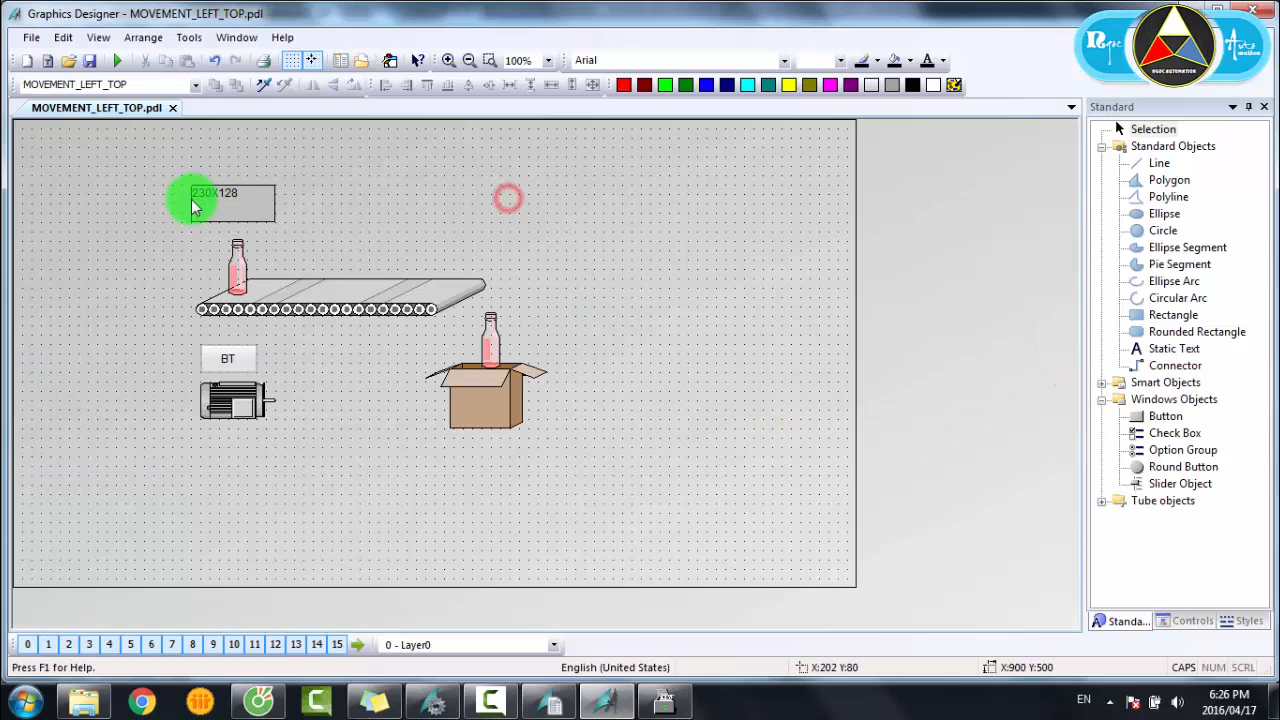 Graphics Designer - MOVEMENT_LEFT_TOP.pdl
File Edit View Arrange Tools Window Help
100% Arial
MOVEMENT_LEFT_TOP
MOVEMENT_LEFT_TOP.pdl
230X128
BT
Standard
Selection
Standard Objects
Line
Polygon
Polyline
Ellipse
Circle
Ellipse Segment
Pie Segment
Ellipse Arc
Circular Arc
Rectangle
Rounded Rectangle
A Static Text
Connector
Smart Objects
Windows Objects
Button
Check Box
Option Group
Round Button
Slider Object
Tube objects
Standa... Controls Styles
0 1 2 3 4 5 6 7 8 9 10 11 12 13 14 15 0 - Layer0
Press F1 for Help. English (United States) X:202 Y:80 X:900 Y:500 CAPS NUM SCRL
EN 6:26 PM
2016/04/17
NGOC AUTOMATION